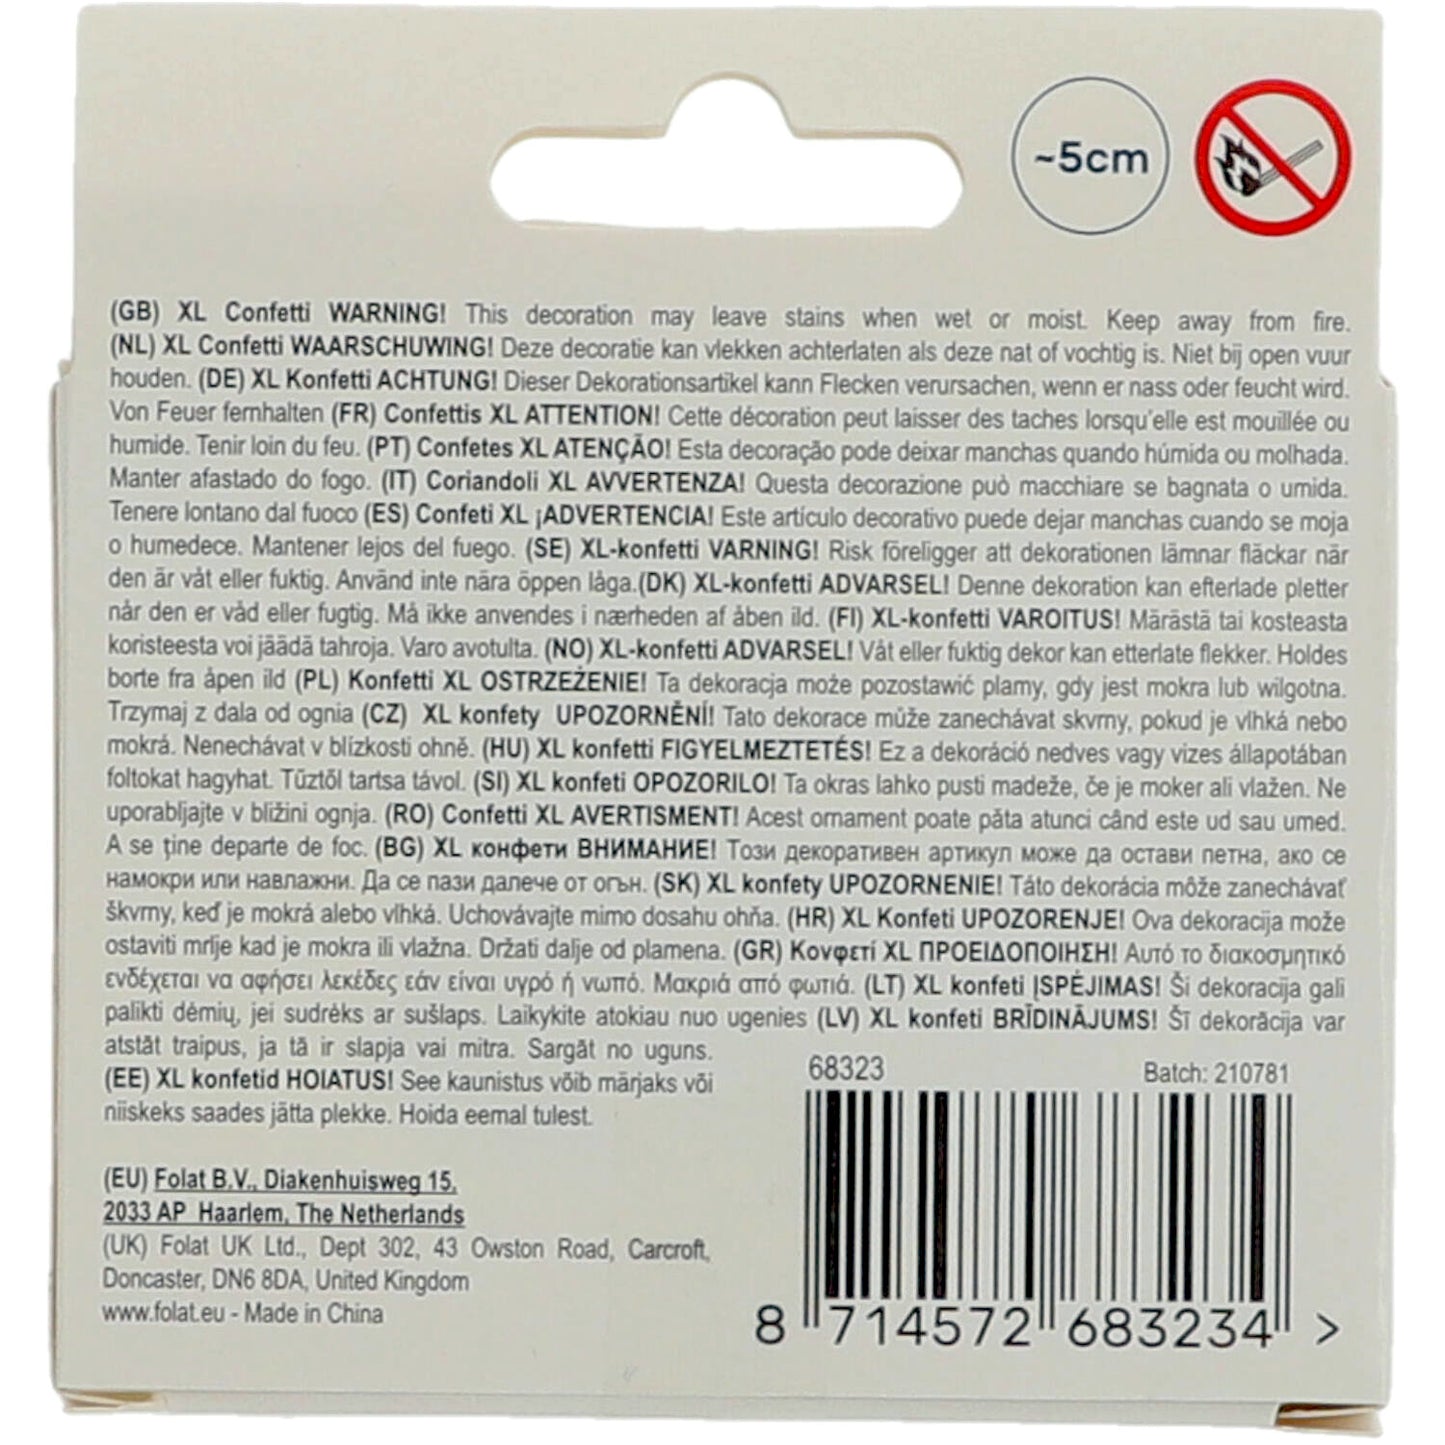 ~5cm
(GB) XL Confetti WARNING! This decoration may leave stains when wet or moist. Keep away from fire.
(NL) XL Confetti WAARSCHUWING! Deze decoratie kan vlekken achterlaten als deze nat of vochtig is. Niet bij open vuur
houden. (DE) XL Konfetti ACHTUNG! Dieser Dekorationsartikel kann Flecken verursachen, wenn er nass oder feucht wird.
Von Feuer fernhalten (FR) Confettis XL ATTENTION! Cette décoration peut laisser des taches lorsqu'elle est mouillée ou
humide. Tenir loin du feu. (PT) Confetes XL ATENÇÃO! Esta decoração pode deixar manchas quando húmida ou molhada.
Manter afastado do fogo. (IT) Coriandoli XL AVVERTENZA! Questa decorazione può macchiare se bagnata o umida.
Tenere lontano dal fuoco (ES) Confeti XL ¡ADVERTENCIA! Este artículo decorativo puede dejar manchas cuando se moja
o humedece. Mantener lejos del fuego. (SE) XL-konfetti VARNING! Risk föreligger att dekorationen lämnar fläckar när
den är våt eller fuktig. Använd inte nära öppen låga.(DK) XL-konfetti ADVARSEL! Denne dekoration kan efterlade pletter
når den er våd eller fugtig. Må ikke anvendes i nærheden af åben ild. (FI) XL-konfetti VAROITUS! Märästä tai kosteasta
koristeesta voi jäädä tahroja. Varo avotulta. (NO) XL-konfetti ADVARSEL! Våt eller fuktig dekor kan etterlate flekker. Holdes
borte fra åpen ild (PL) Konfetti XL OSTRZEŻENIE! Ta dekoracja może pozostawić plamy, gdy jest mokra lub wilgotna.
Trzymaj z dala od ognia (CZ) XL konfety UPOZORNĚNÍ! Tato dekorace může zanechávat skvrny, pokud je vlhká nebo
mokrá. Nenechávat v blízkosti ohně. (HU) XL konfetti FIGYELMEZTETÉS! Ez a dekoráció nedves vagy vizes állapotában
foltokat hagyhat. Tűztől tartsa távol. (SI) XL konfeti OPOZORILO! Ta okras lahko pusti madeže, če je moker ali vlažen. Ne
uporabljajte v bližini ognja. (RO) Confetti XL AVERTISMENT! Acest ornament poate păta atunci când este ud sau umed.
A se ține departe de foc. (BG) XL конфети ВНИМАНИЕ! Този декоративен артикул може да остави петна, ако се
намокри или навлажни. Да се пази далече от огън. (SK) XL konfety UPOZORNENIE! Táto dekorácia môže zanechávať
škvrny, keď je mokrá alebo vlhká. Uchovávajte mimo dosahu ohňa. (HR) XL Konfeti UPOZORENJE! Ova dekoracija može
ostaviti mrlje kad je mokra ili vlažna. Držati dalje od plamena. (GR) Κονφετί XL ΠΡΟΕΙΔΟΠΟΙΗΣΗ! Αυτό το διακοσμητικό
ενδέχεται να αφήσει λεκέδες εάν είναι υγρό ή νωπό. Μακριά από φωτιά. (LT) XL konfeti ĮSPĖJIMAS! Ši dekoracija gali
palikti dėmių, jei sudrėks ar sušlaps. Laikykite atokiau nuo ugenies (LV) XL konfeti BRĪDINĀJUMS! Šī dekorācija var
atstāt traipus, ja tā ir slapja vai mitra. Sargāt no uguns.
(EE) XL konfetid HOIATUS! See kaunistus võib märjaks või
niiskeks saades jätta plekke. Hoida eemal tulest.
(EU) Folat B.V., Diakenhuisweg 15,
2033 AP Haarlem, The Netherlands
(UK) Folat UK Ltd., Dept 302, 43 Owston Road, Carcroft,
Doncaster, DN6 8DA, United Kingdom
www.folat.eu - Made in China
68323 Batch: 210781
8 714572 683234 >